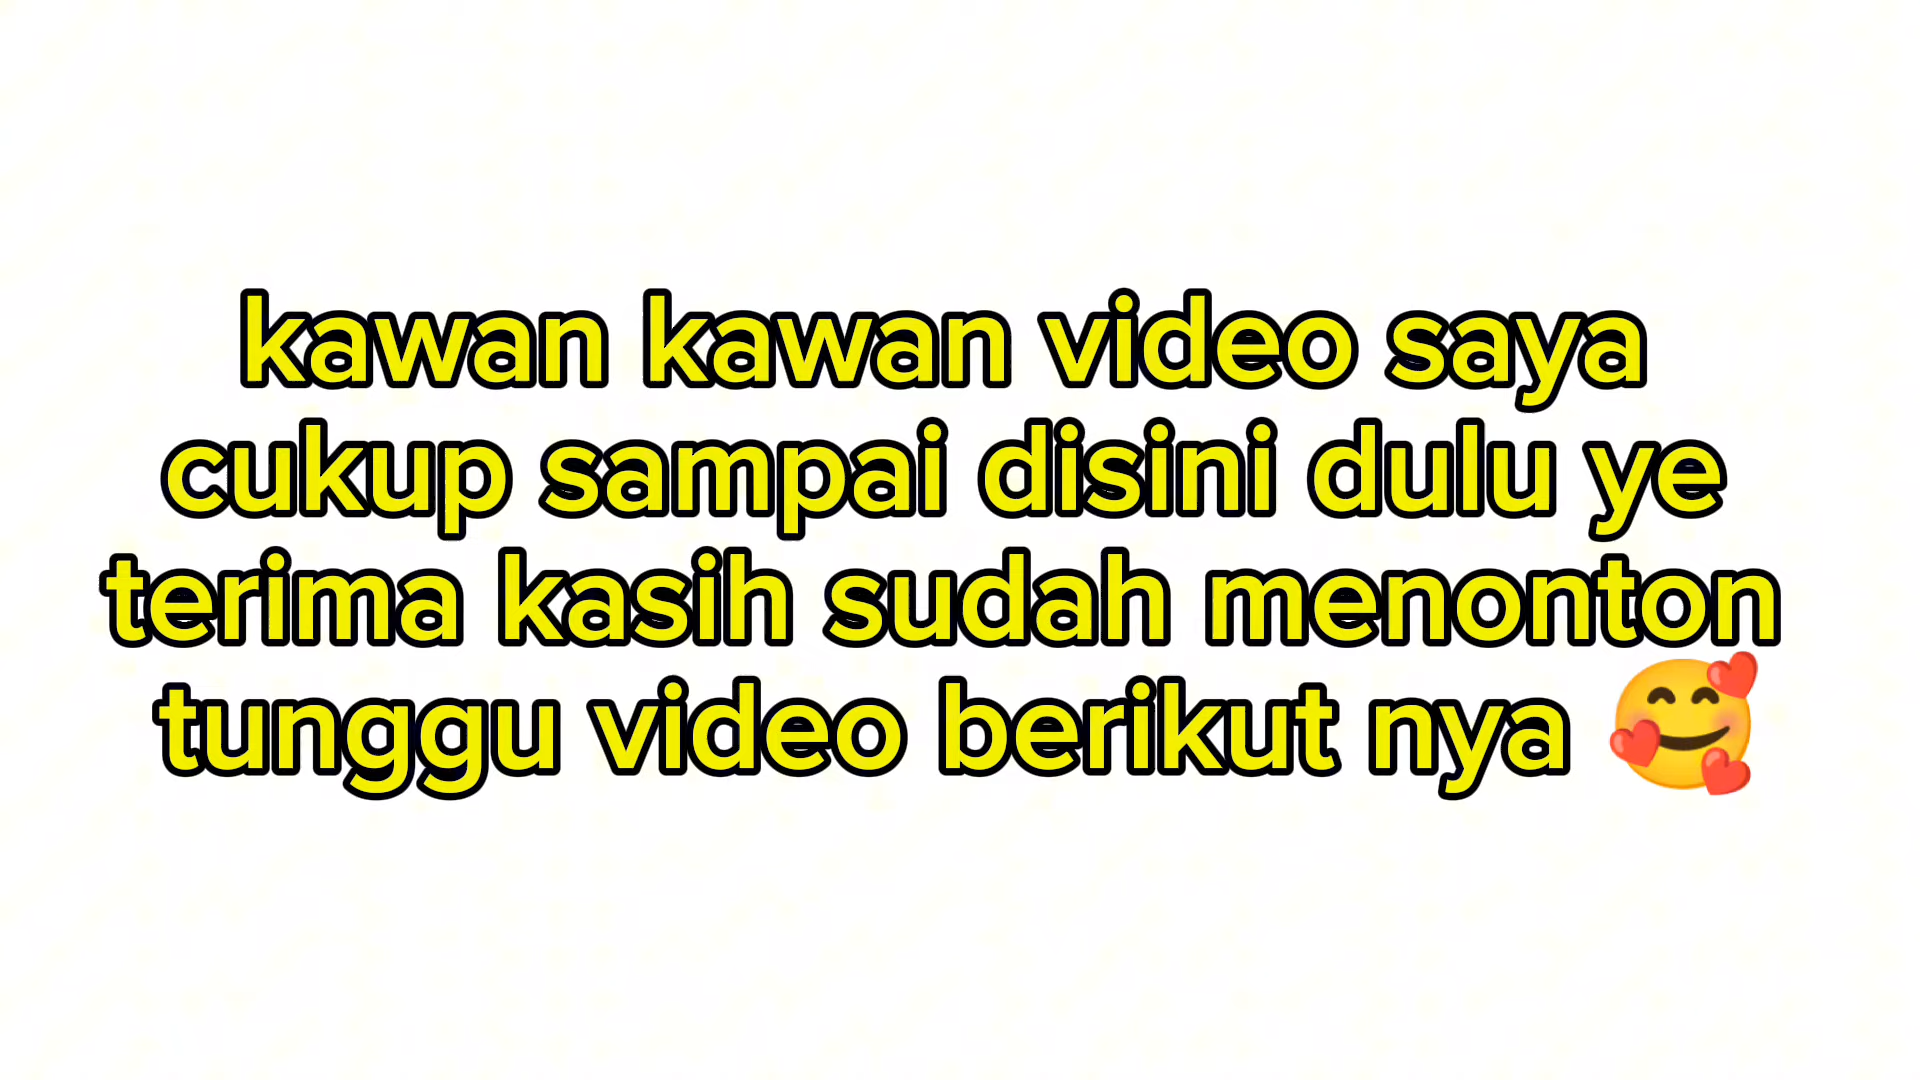 kawan kawan video saya
cukup sampai disini dulu ye
terima kasih sudah menonton
tunggu video berikut nya 🥰